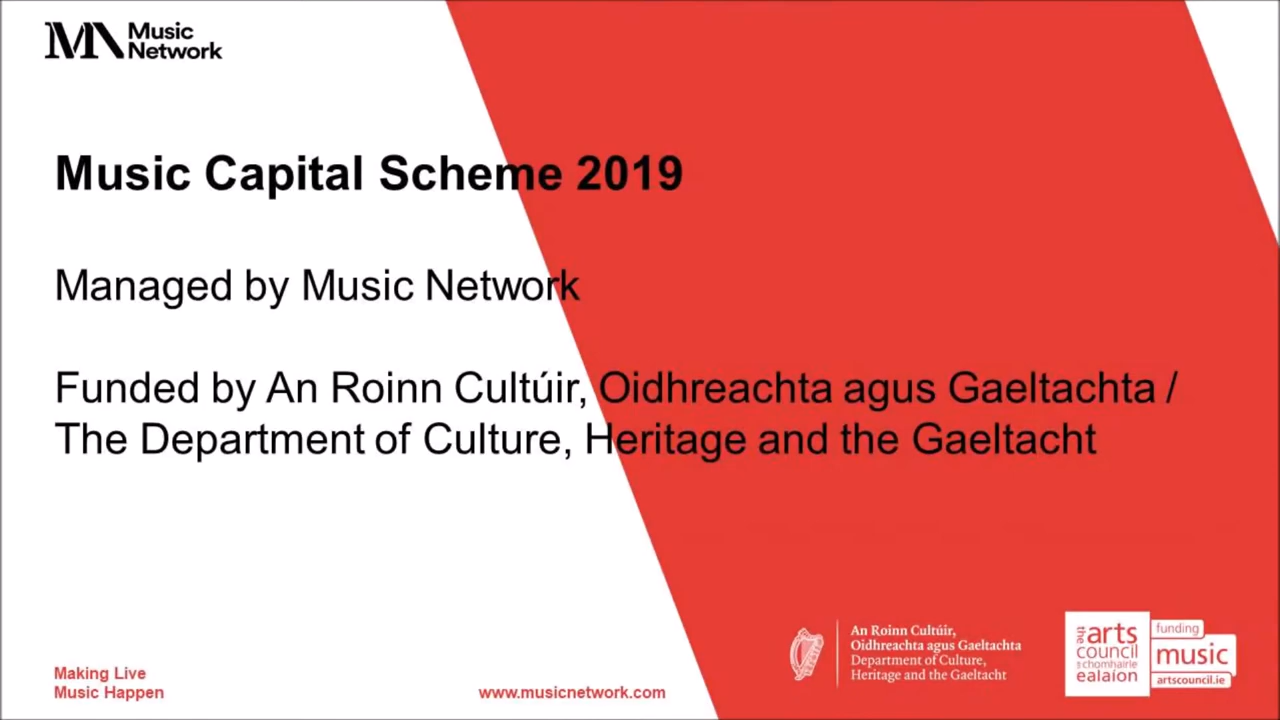 Music
Network
Music Capital Scheme 2019
Managed by Music Network
Funded by An Roinn Cultúir, Oidhreachta agus Gaeltachta /
The Department of Culture, Heritage and the Gaeltacht
Making Live
Music Happen
www.musicnetwork.com
An Roinn Cultúir,
Oidhreachta agus Gaeltachta
Department of Culture,
Heritage and the Gaeltacht
the arts
council
chomhairle
ealaíon
funding
music
artscouncil.ie